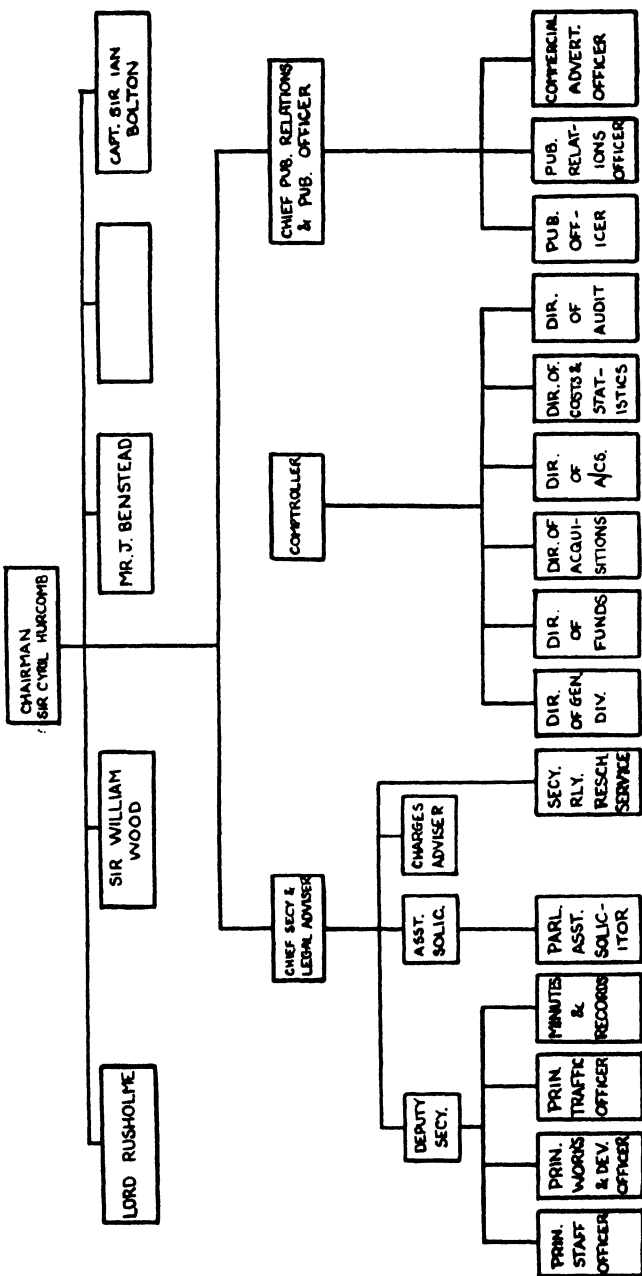 CHAIRMAN
SIR CYRIL HURCOMB
LORD RUSHOLME
SIR WILLIAM
WOOD
MR. J. BENSTEAD
CAPT. SIR IAN
BOLTON
CHIEF SECY &
LEGAL ADVISER
COMPTROLLER
CHIEF PUB. RELATIONS
& PUB. OFFICER
DEPUTY
SECY.
ASST.
SOLIC.
CHARGES
ADVISER
PRIN.
STAFF
OFFICER
PRIN.
WORKS
& DEV.
OFFICER
PRIN.
TRAFFIC
OFFICER
MINUTES
&
RECORDS
PARL.
ASST.
SOLIC-
ITOR
SECY.
RLY.
RESCH.
SERVICE
DIR.
OF GEN.
DIV.
DIR.
OF
FUNDS
DIR. OF
ACQUI-
SITIONS
DIR.
OF
A/CS.
DIR. OF.
COSTS &
STAT-
ISTICS
DIR.
OF
AUDIT
PUB.
OFF-
ICER
PUB.
RELAT-
IONS
OFFICER
COMMERCIAL
ADVERT.
OFFICER